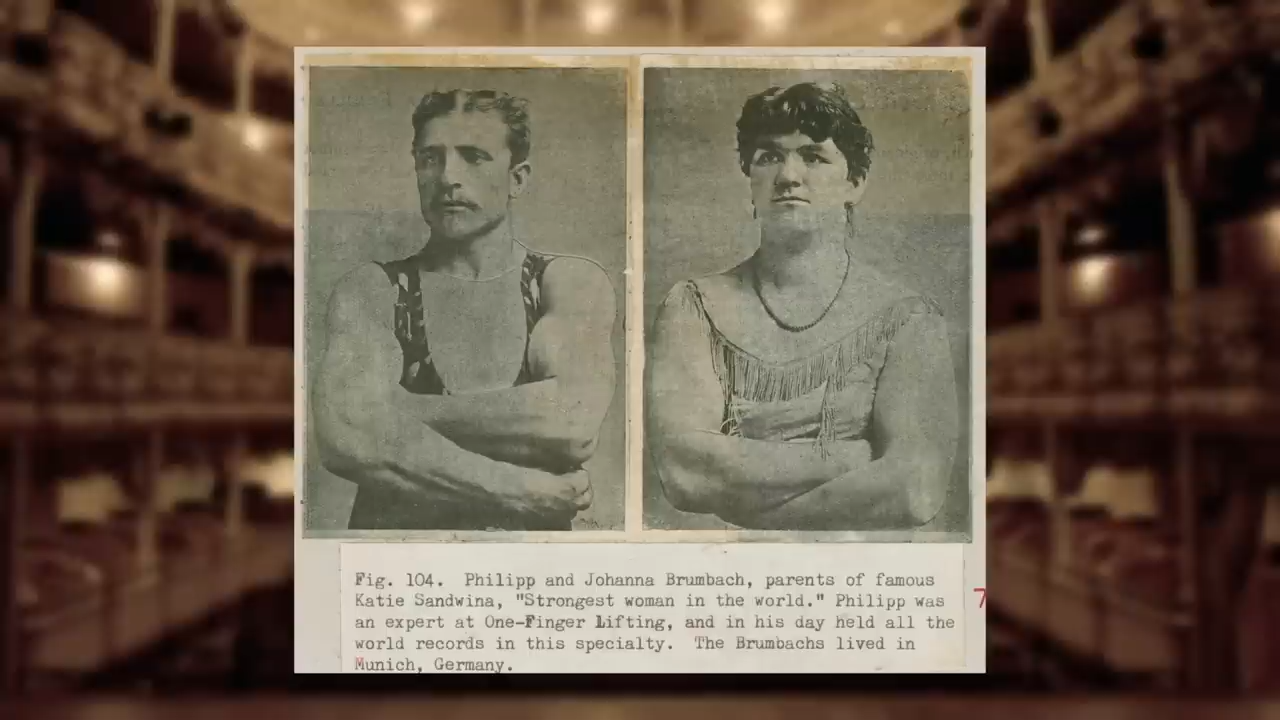 Fig. 104.  Philipp and Johanna Brumbach, parents of famous
Katie Sandwina, "Strongest woman in the world." Philipp was
an expert at One-Finger Lifting, and in his day held all the
world records in this specialty.  The Brumbachs lived in
Munich, Germany.
7